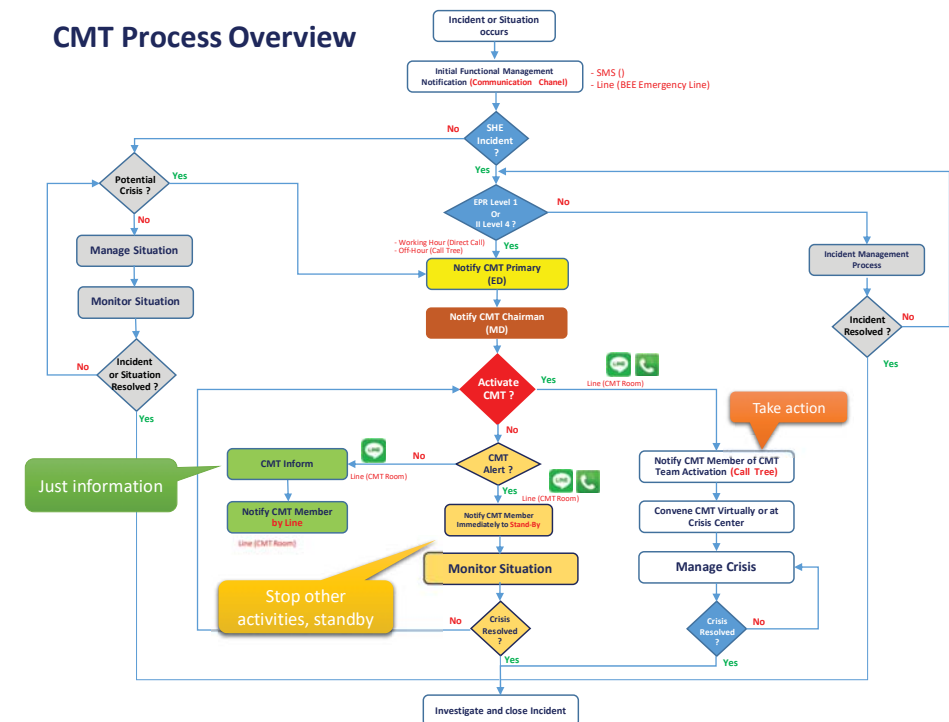 CMT Process Overview
Incident or Situation
occurs
Initial Functional Management
Notification (Communication Chanel)
- SMS ()
- Line (BEE Emergency Line)
No
SHE
Incident
?
Yes
Potential
Crisis ?
Yes
No
EPR Level 1
Or
II Level 4 ?
No
Yes
- Working Hour (Direct Call)
- Off-Hour (Call Tree)
Manage Situation
Incident Management
Process
Notify CMT Primary
(ED)
Monitor Situation
Notify CMT Chairman
(MD)
Incident
Resolved ?
No
Yes
Incident
or Situation
Resolved ?
No
Yes
Activate
CMT ?
Yes
LINE
Line (CMT Room)
No
Take action
Just information
CMT Inform
LINE
Line (CMT Room)
No
CMT
Alert ?
Yes
LINE
Line (CMT Room)
Notify CMT Member of CMT
Team Activation (Call Tree)
Notify CMT Member
by Line
Line (CMT Room)
Notify CMT Member
Immediately to Stand-By
Convene CMT Virtually or at
Crisis Center
Monitor Situation
Manage Crisis
Stop other
activities, standby
No
Crisis
Resolved
?
Yes
Crisis
Resolved
?
No
Yes
Investigate and close Incident